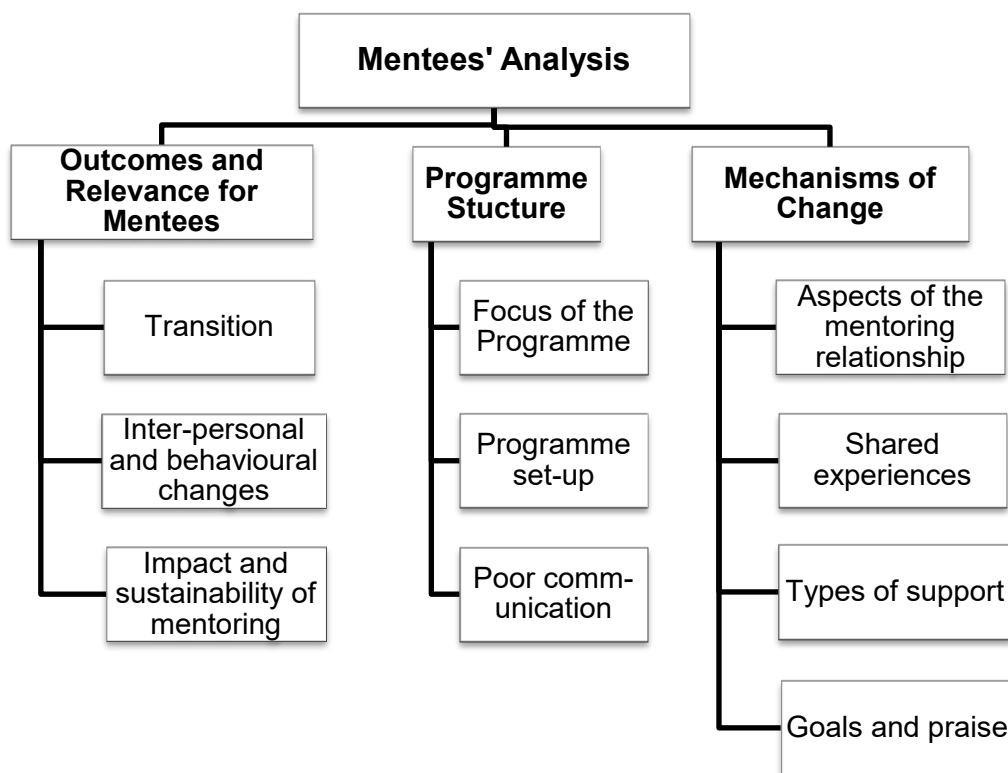 Mentees' Analysis
Outcomes and
Relevance for
Mentees
Transition
Inter-personal
and behavioural
changes
Impact and
sustainability of
mentoring
Programme
Stucture
Focus of the
Programme
Programme
set-up
Poor comm-
unication
Mechanisms of
Change
Aspects of the
mentoring
relationship
Shared
experiences
Types of support
Goals and praise